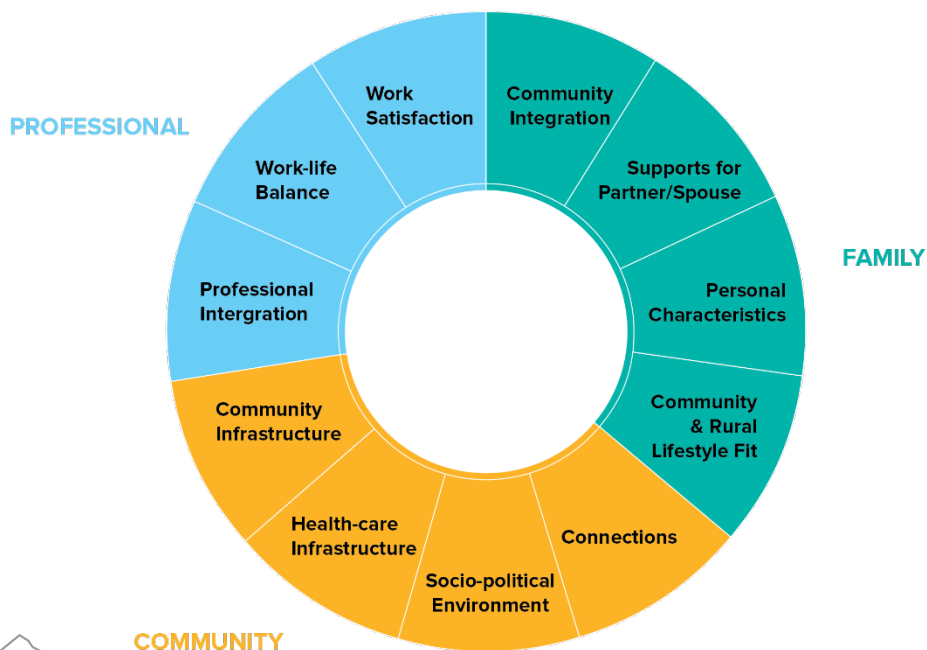 PROFESSIONAL
Work
Satisfaction
Work-life
Balance
Professional
Intergration
Community
Integration
Supports for
Partner/Spouse
Personal
Characteristics
Community
& Rural
Lifestyle Fit
FAMILY
Connections
Socio-political
Environment
Health-care
Infrastructure
Community
Infrastructure
COMMUNITY